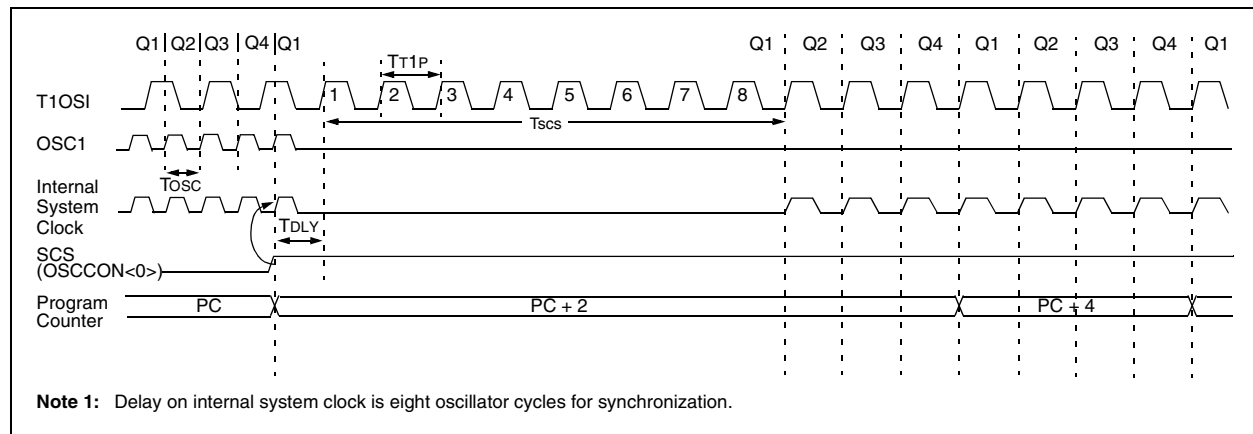 Q1 Q2 Q3 Q4 Q1 Q1 Q2 Q3 Q4 Q1 Q2 Q3 Q4 Q1
TT1P
T1OSI
1 2 3 4 5 6 7 8
TSCS
OSC1
TOSC
Internal
System
Clock
TDLY
SCS
(OSCCON<0>)
Program
Counter
PC PC + 2 PC + 4
Note 1: Delay on internal system clock is eight oscillator cycles for synchronization.